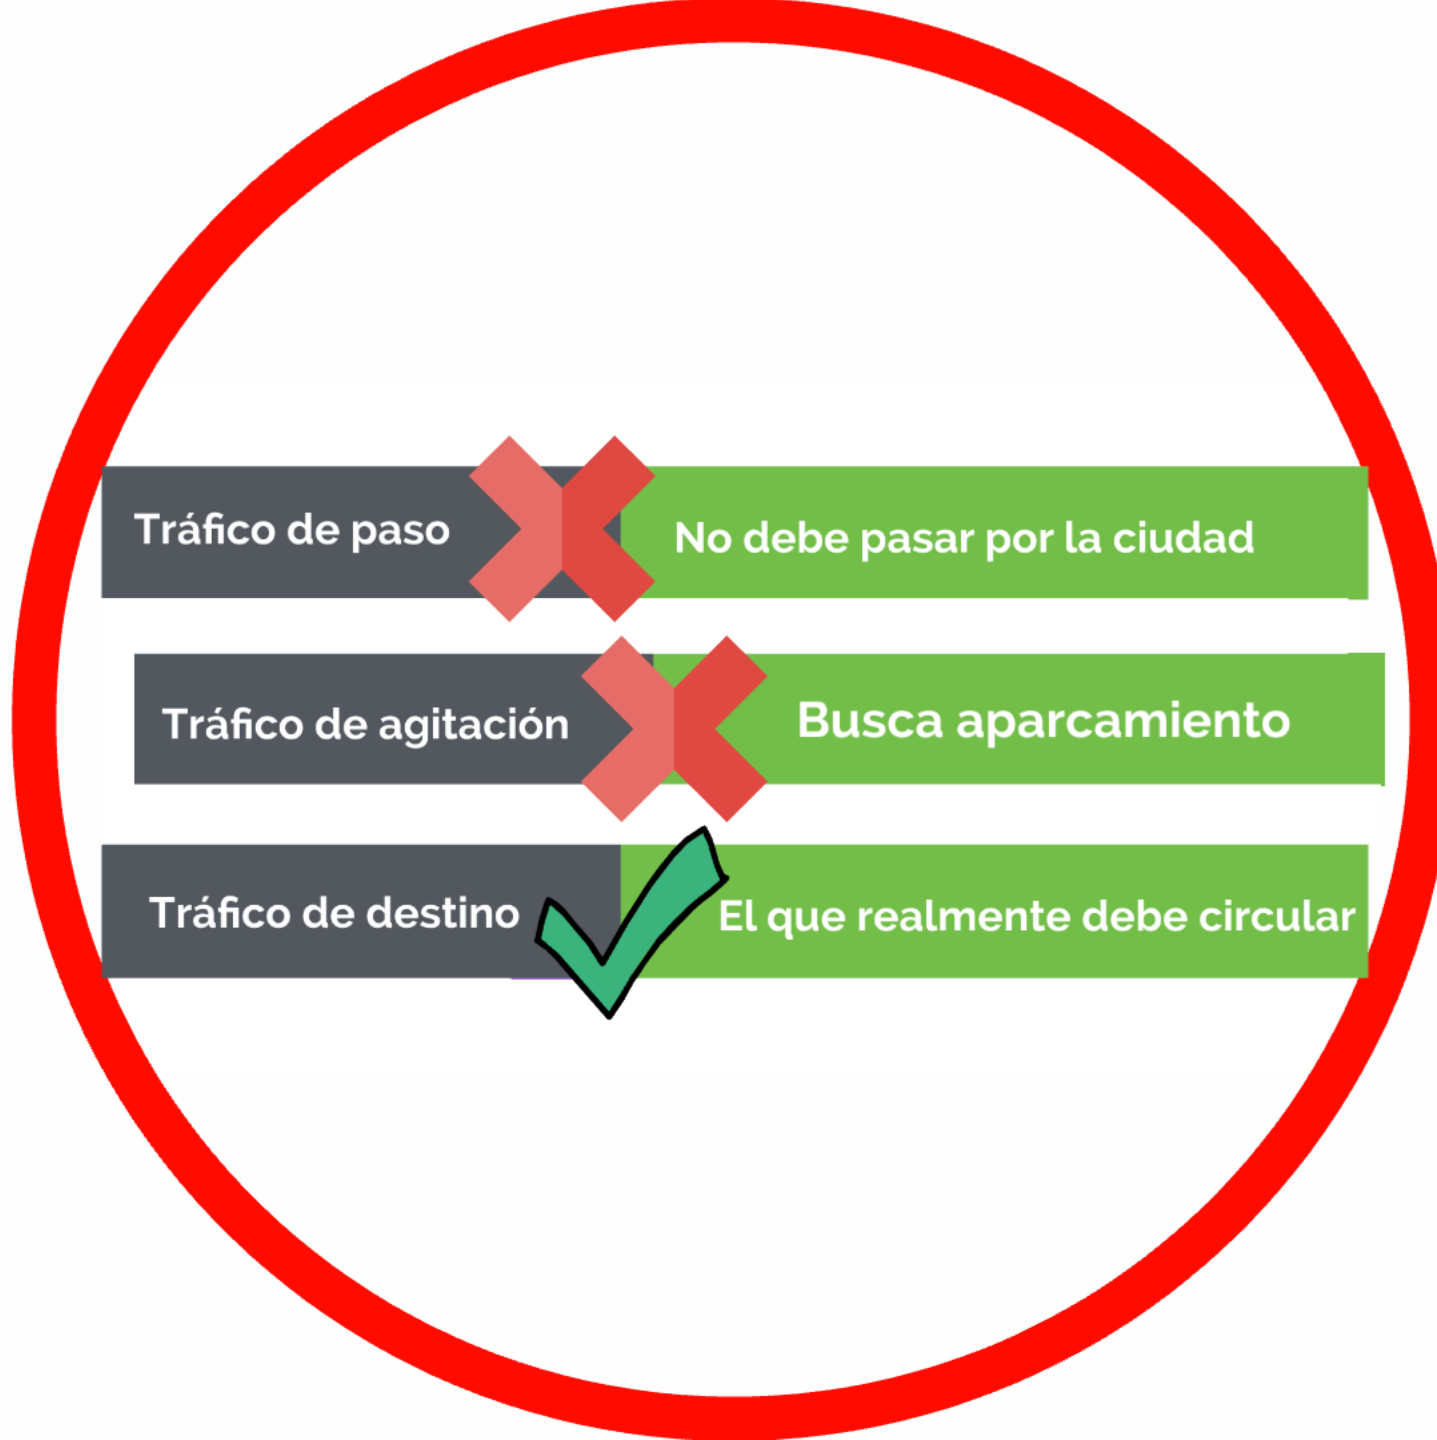 Tráfico de paso
No debe pasar por la ciudad
Tráfico de agitación
Busca aparcamiento
Tráfico de destino
El que realmente debe circular